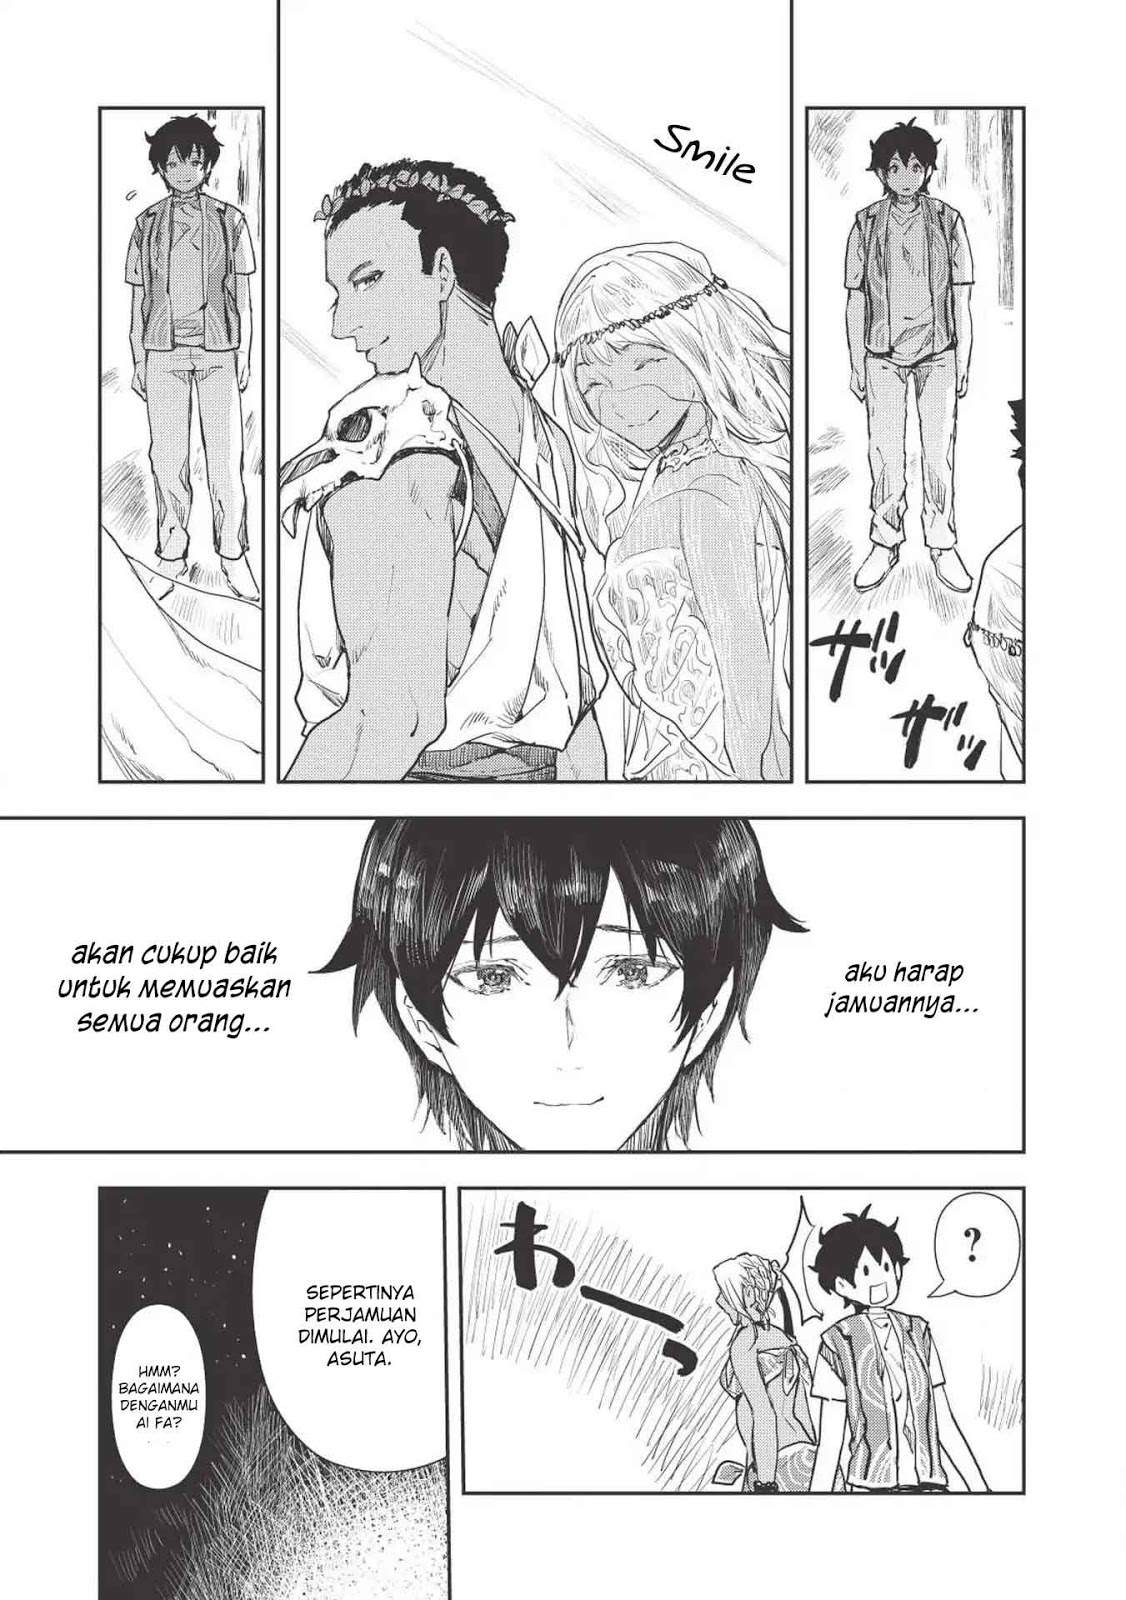 Smile
ザッ
ザッ
aku harap
jamuannya...
akan cukup baik
untuk memuaskan
semua orang...
?
わーっ
SEPERTINYA
PERJAMUAN
DIMULAI. AYO,
ASUTA.
HMM?
BAGAIMANA
DENGANMU
AI FA?